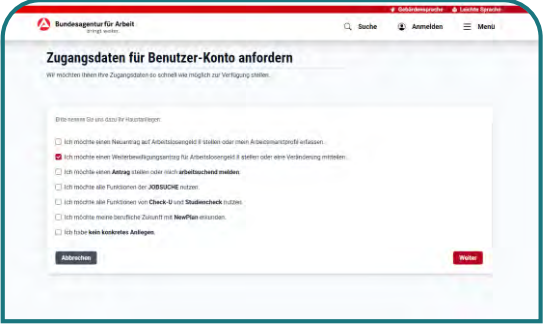 Gebärdensprache Leichte Sprache
Bundesagentur für Arbeit
bringt weiter.
Suche Anmelden Menü
Zugangsdaten für Benutzer-Konto anfordern
Wir möchten Ihnen Ihre Zugangsdaten so schnell wie möglich zur Verfügung stellen.
Bitte nennen Sie uns dazu Ihr Hauptanliegen:
Ich möchte einen Neuantrag auf Arbeitslosengeld II stellen oder mein Arbeitsmarktprofil erfassen.
Ich möchte einen Weiterbewilligungsantrag für Arbeitslosengeld II stellen oder eine Veränderung mitteilen.
Ich möchte einen Antrag stellen oder mich arbeitsuchend melden.
Ich möchte alle Funktionen der JOBSUCHE nutzen.
Ich möchte alle Funktionen von Check-U und Studiencheck nutzen.
Ich möchte meine berufliche Zukunft mit NewPlan erkunden.
Ich habe kein konkretes Anliegen.
Abbrechen Weiter